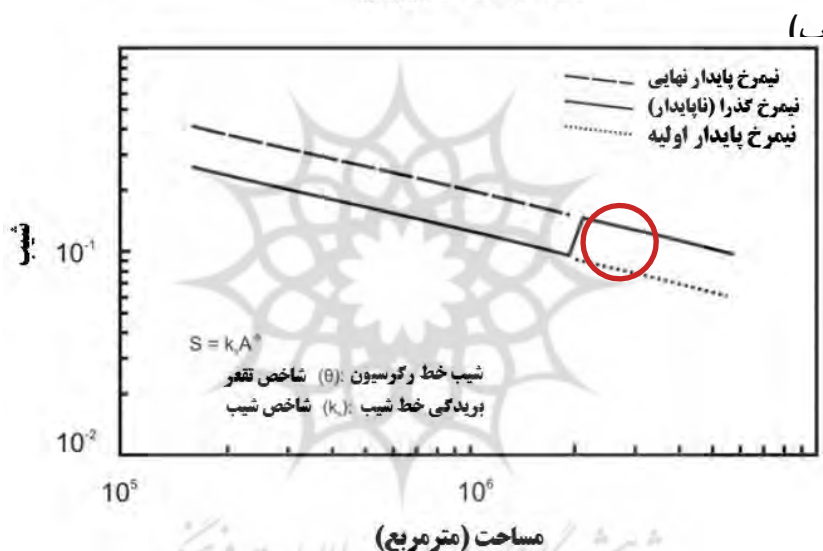 ب)
نیمرخ پایدار نهایی
نیمرخ گذرا (ناپایدار)
نیمرخ پایدار اولیه
شیب
10⁻¹
10⁻²
S = kₛA
شیب خط رگرسیون: (θ) شاخص تقعر
بریدگی خط شیب: (kₛ) شاخص شیب
10⁵
10⁶
مساحت (مترمربع)